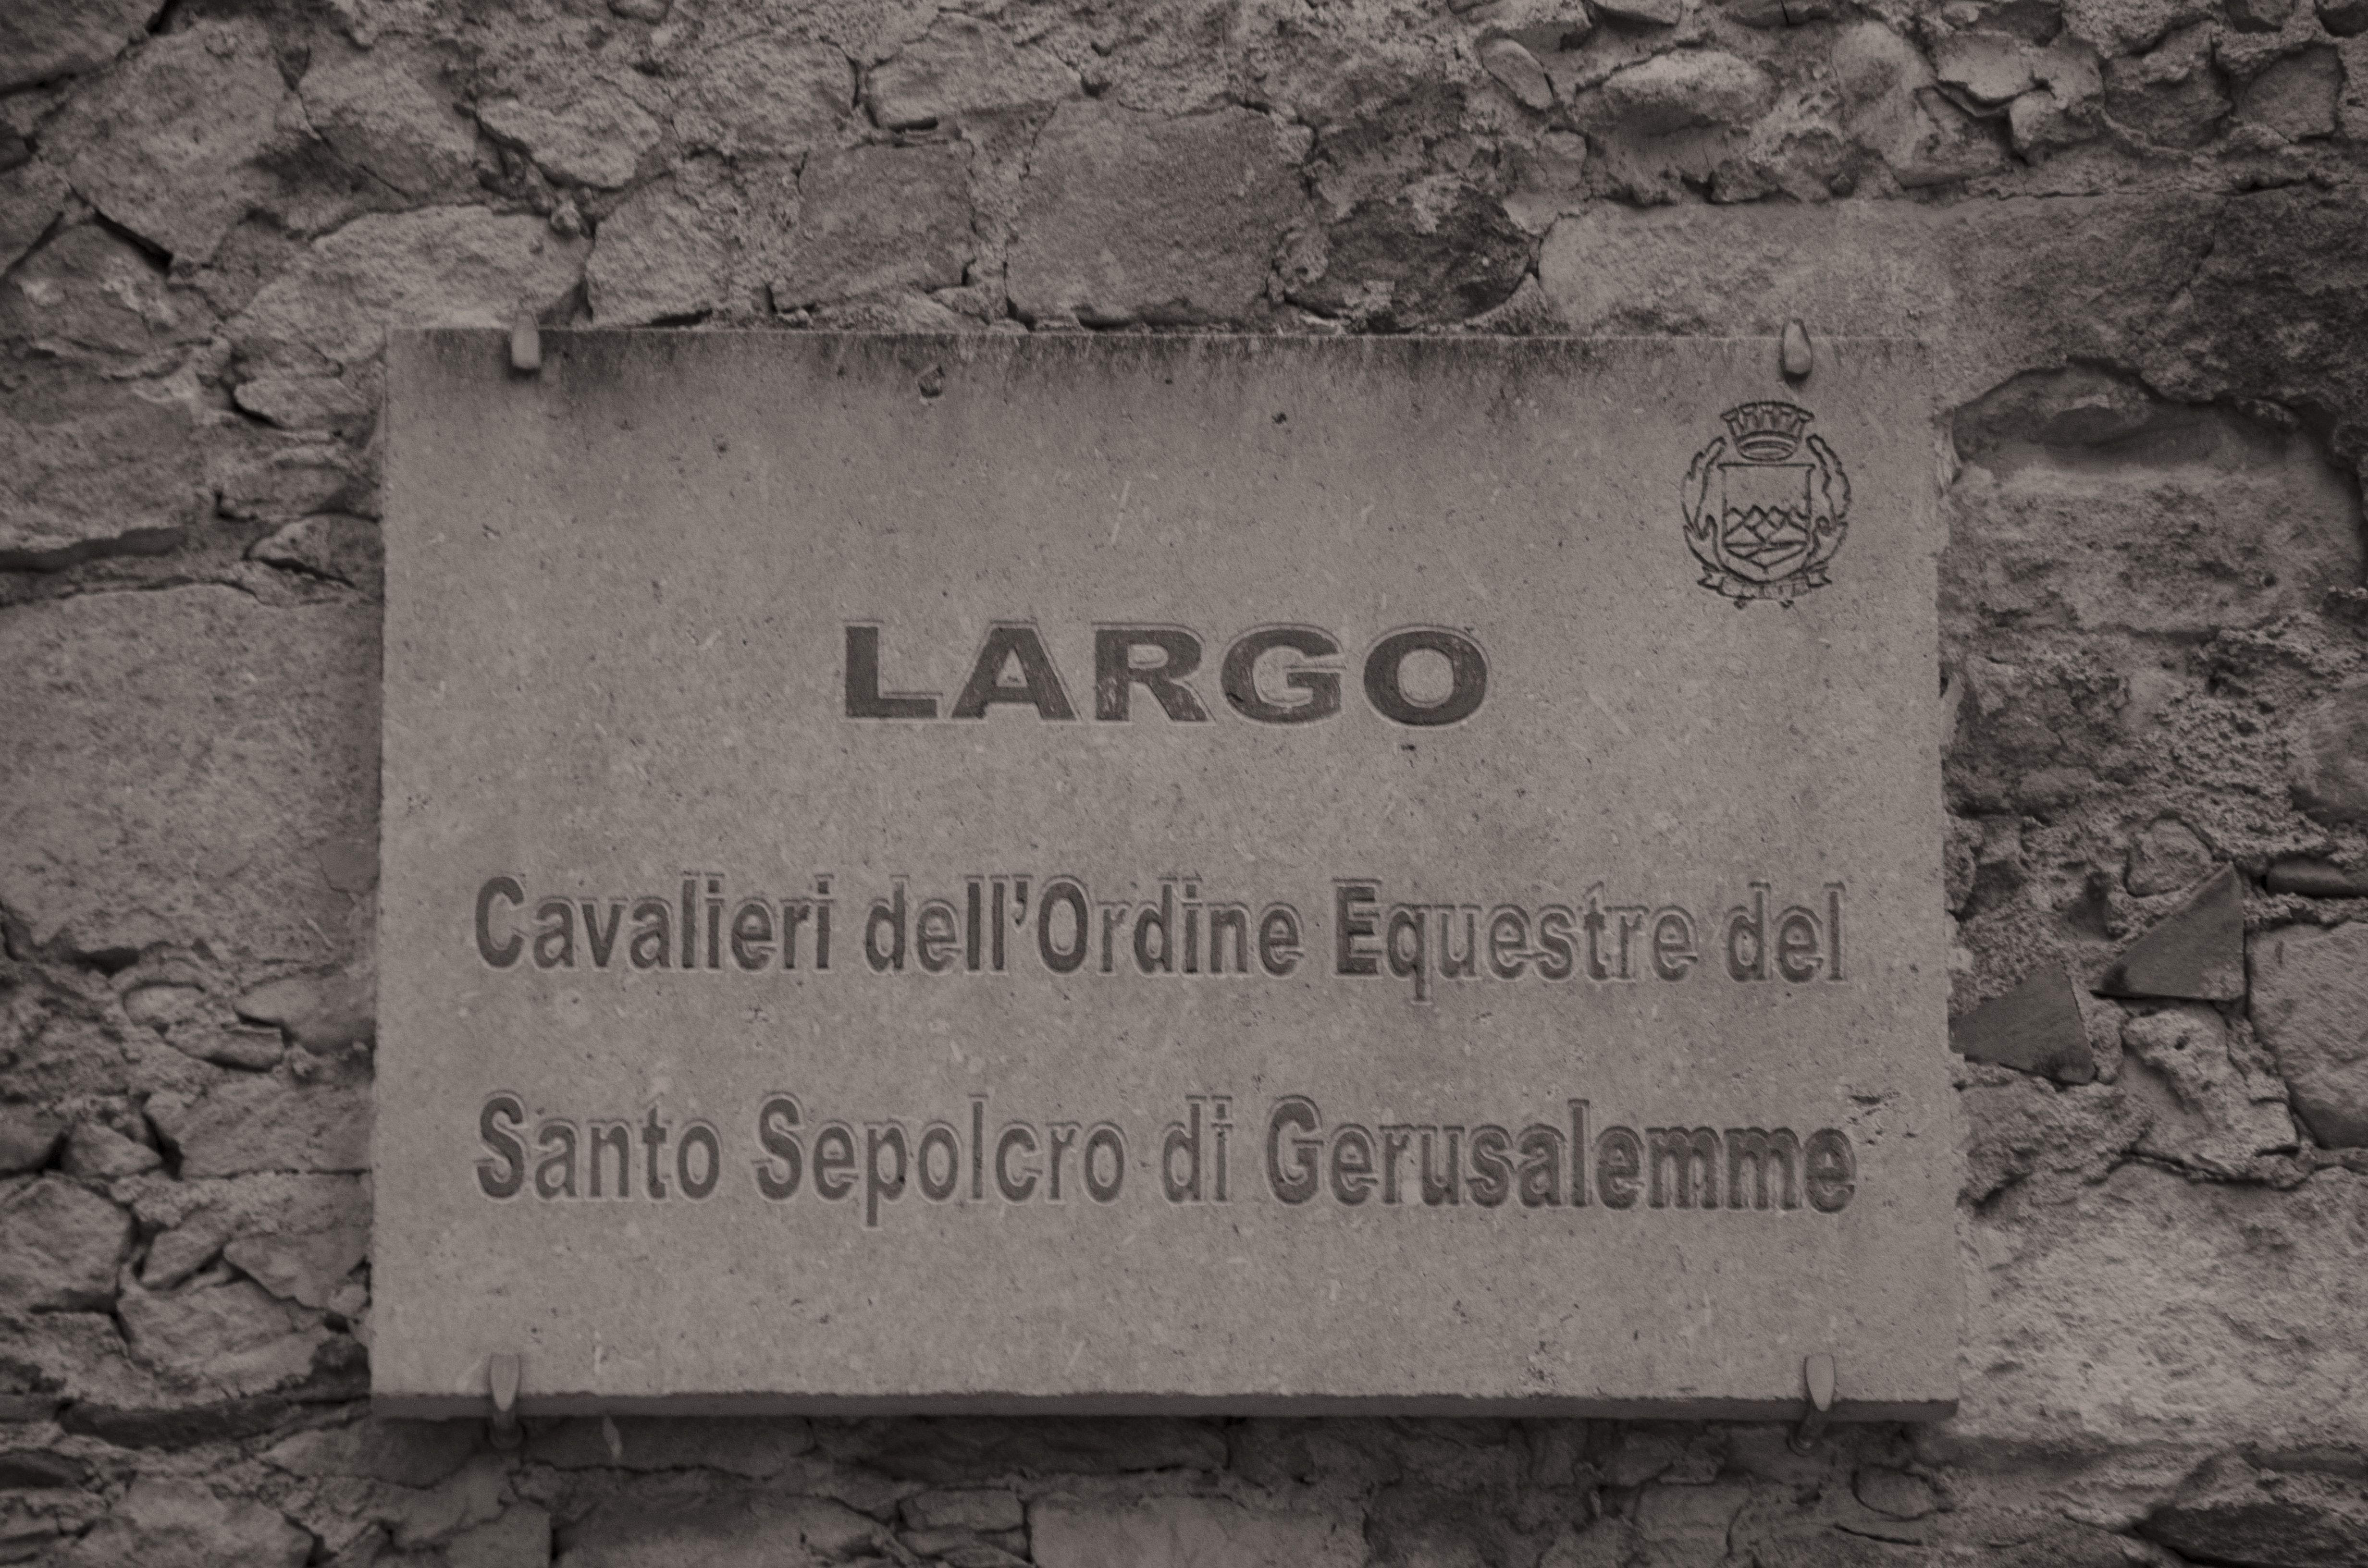 LARGO
Cavalieri dell'Ordine Equestre del
Santo Sepolcro di Gerusalemme